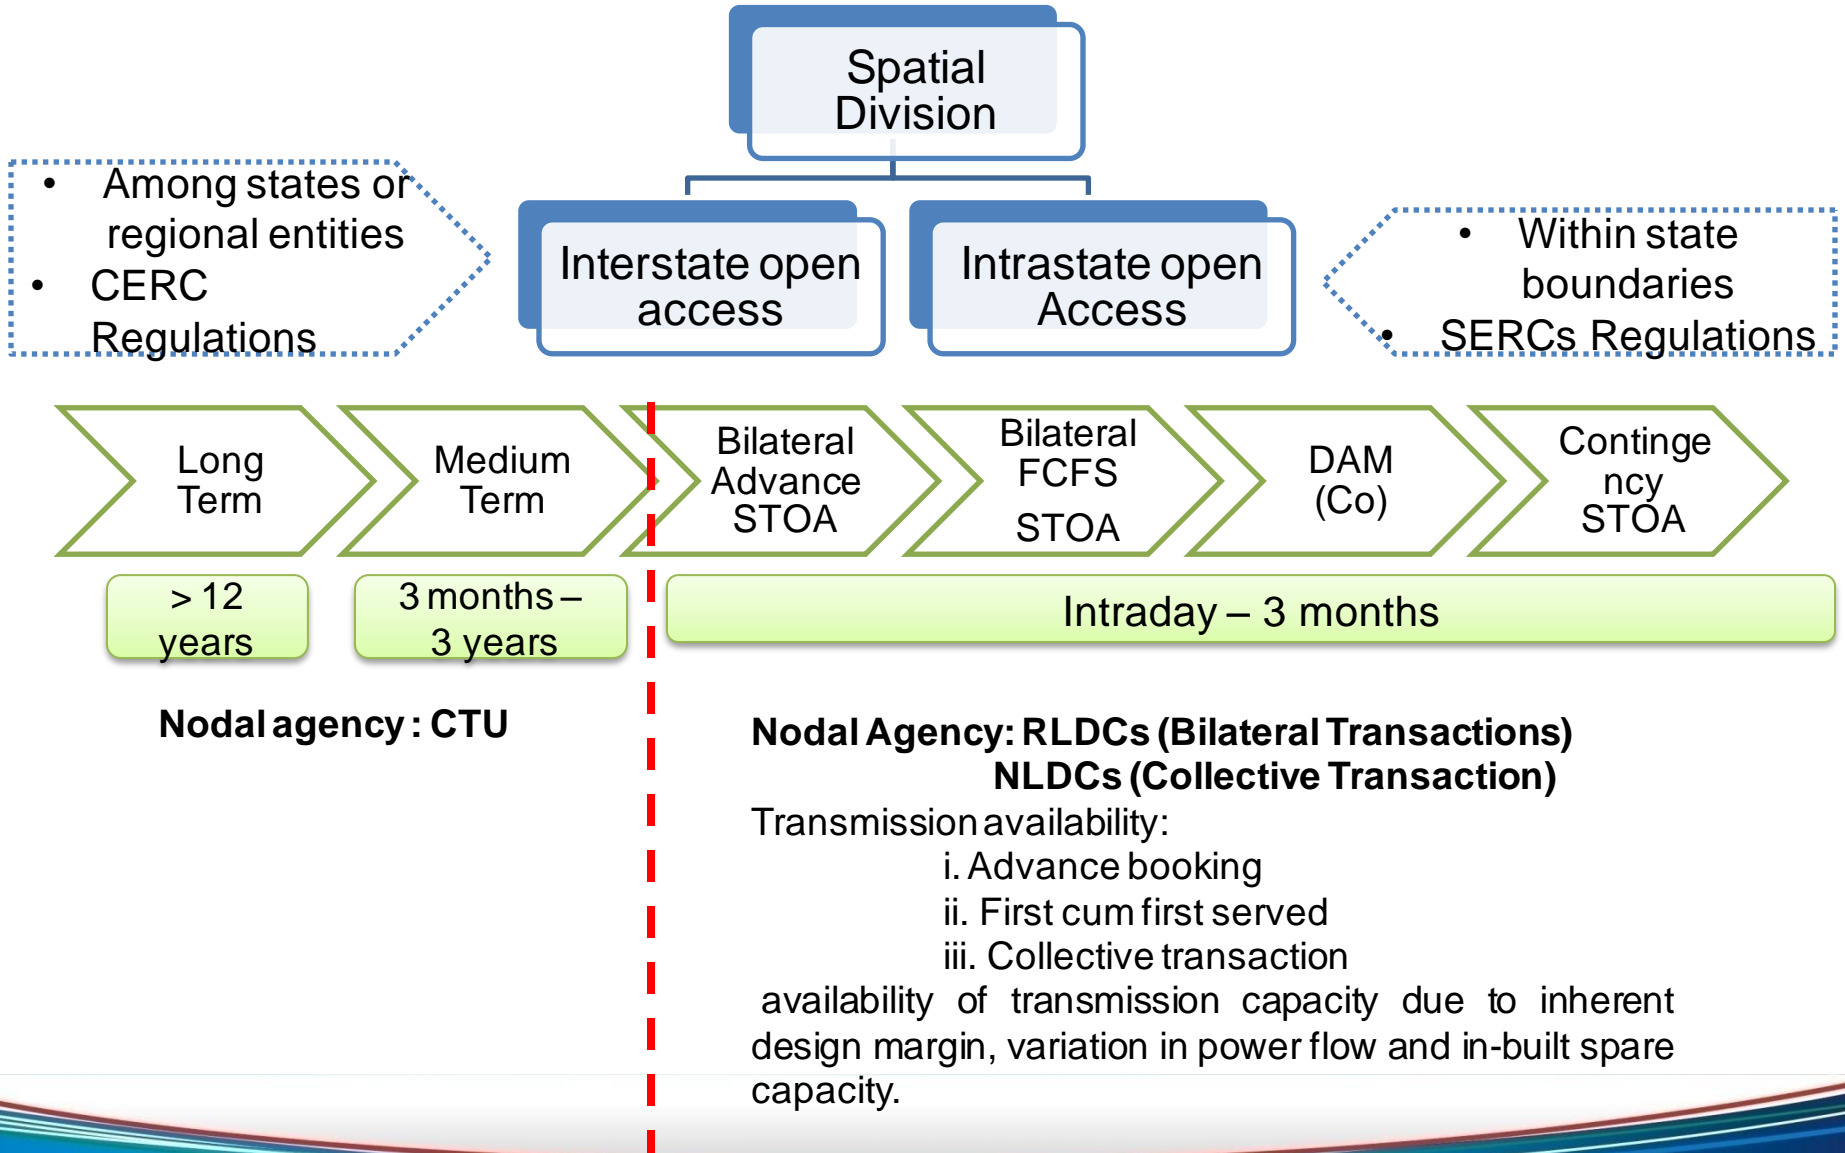 Spatial
Division
• Among states or
regional entities
• CERC
Regulations
Interstate open
access
Intrastate open
Access
• Within state
boundaries
• SERCs Regulations
Long
Term
Medium
Term
Bilateral
Advance
STOA
Bilateral
FCFS
STOA
DAM
(Co)
Continge
ncy
STOA
> 12
years
3 months –
3 years
Intraday – 3 months
Nodal agency : CTU
Nodal Agency: RLDCs (Bilateral Transactions)
NLDCs (Collective Transaction)
Transmission availability:
i. Advance booking
ii. First cum first served
iii. Collective transaction
availability of transmission capacity due to inherent
design margin, variation in power flow and in-built spare
capacity.